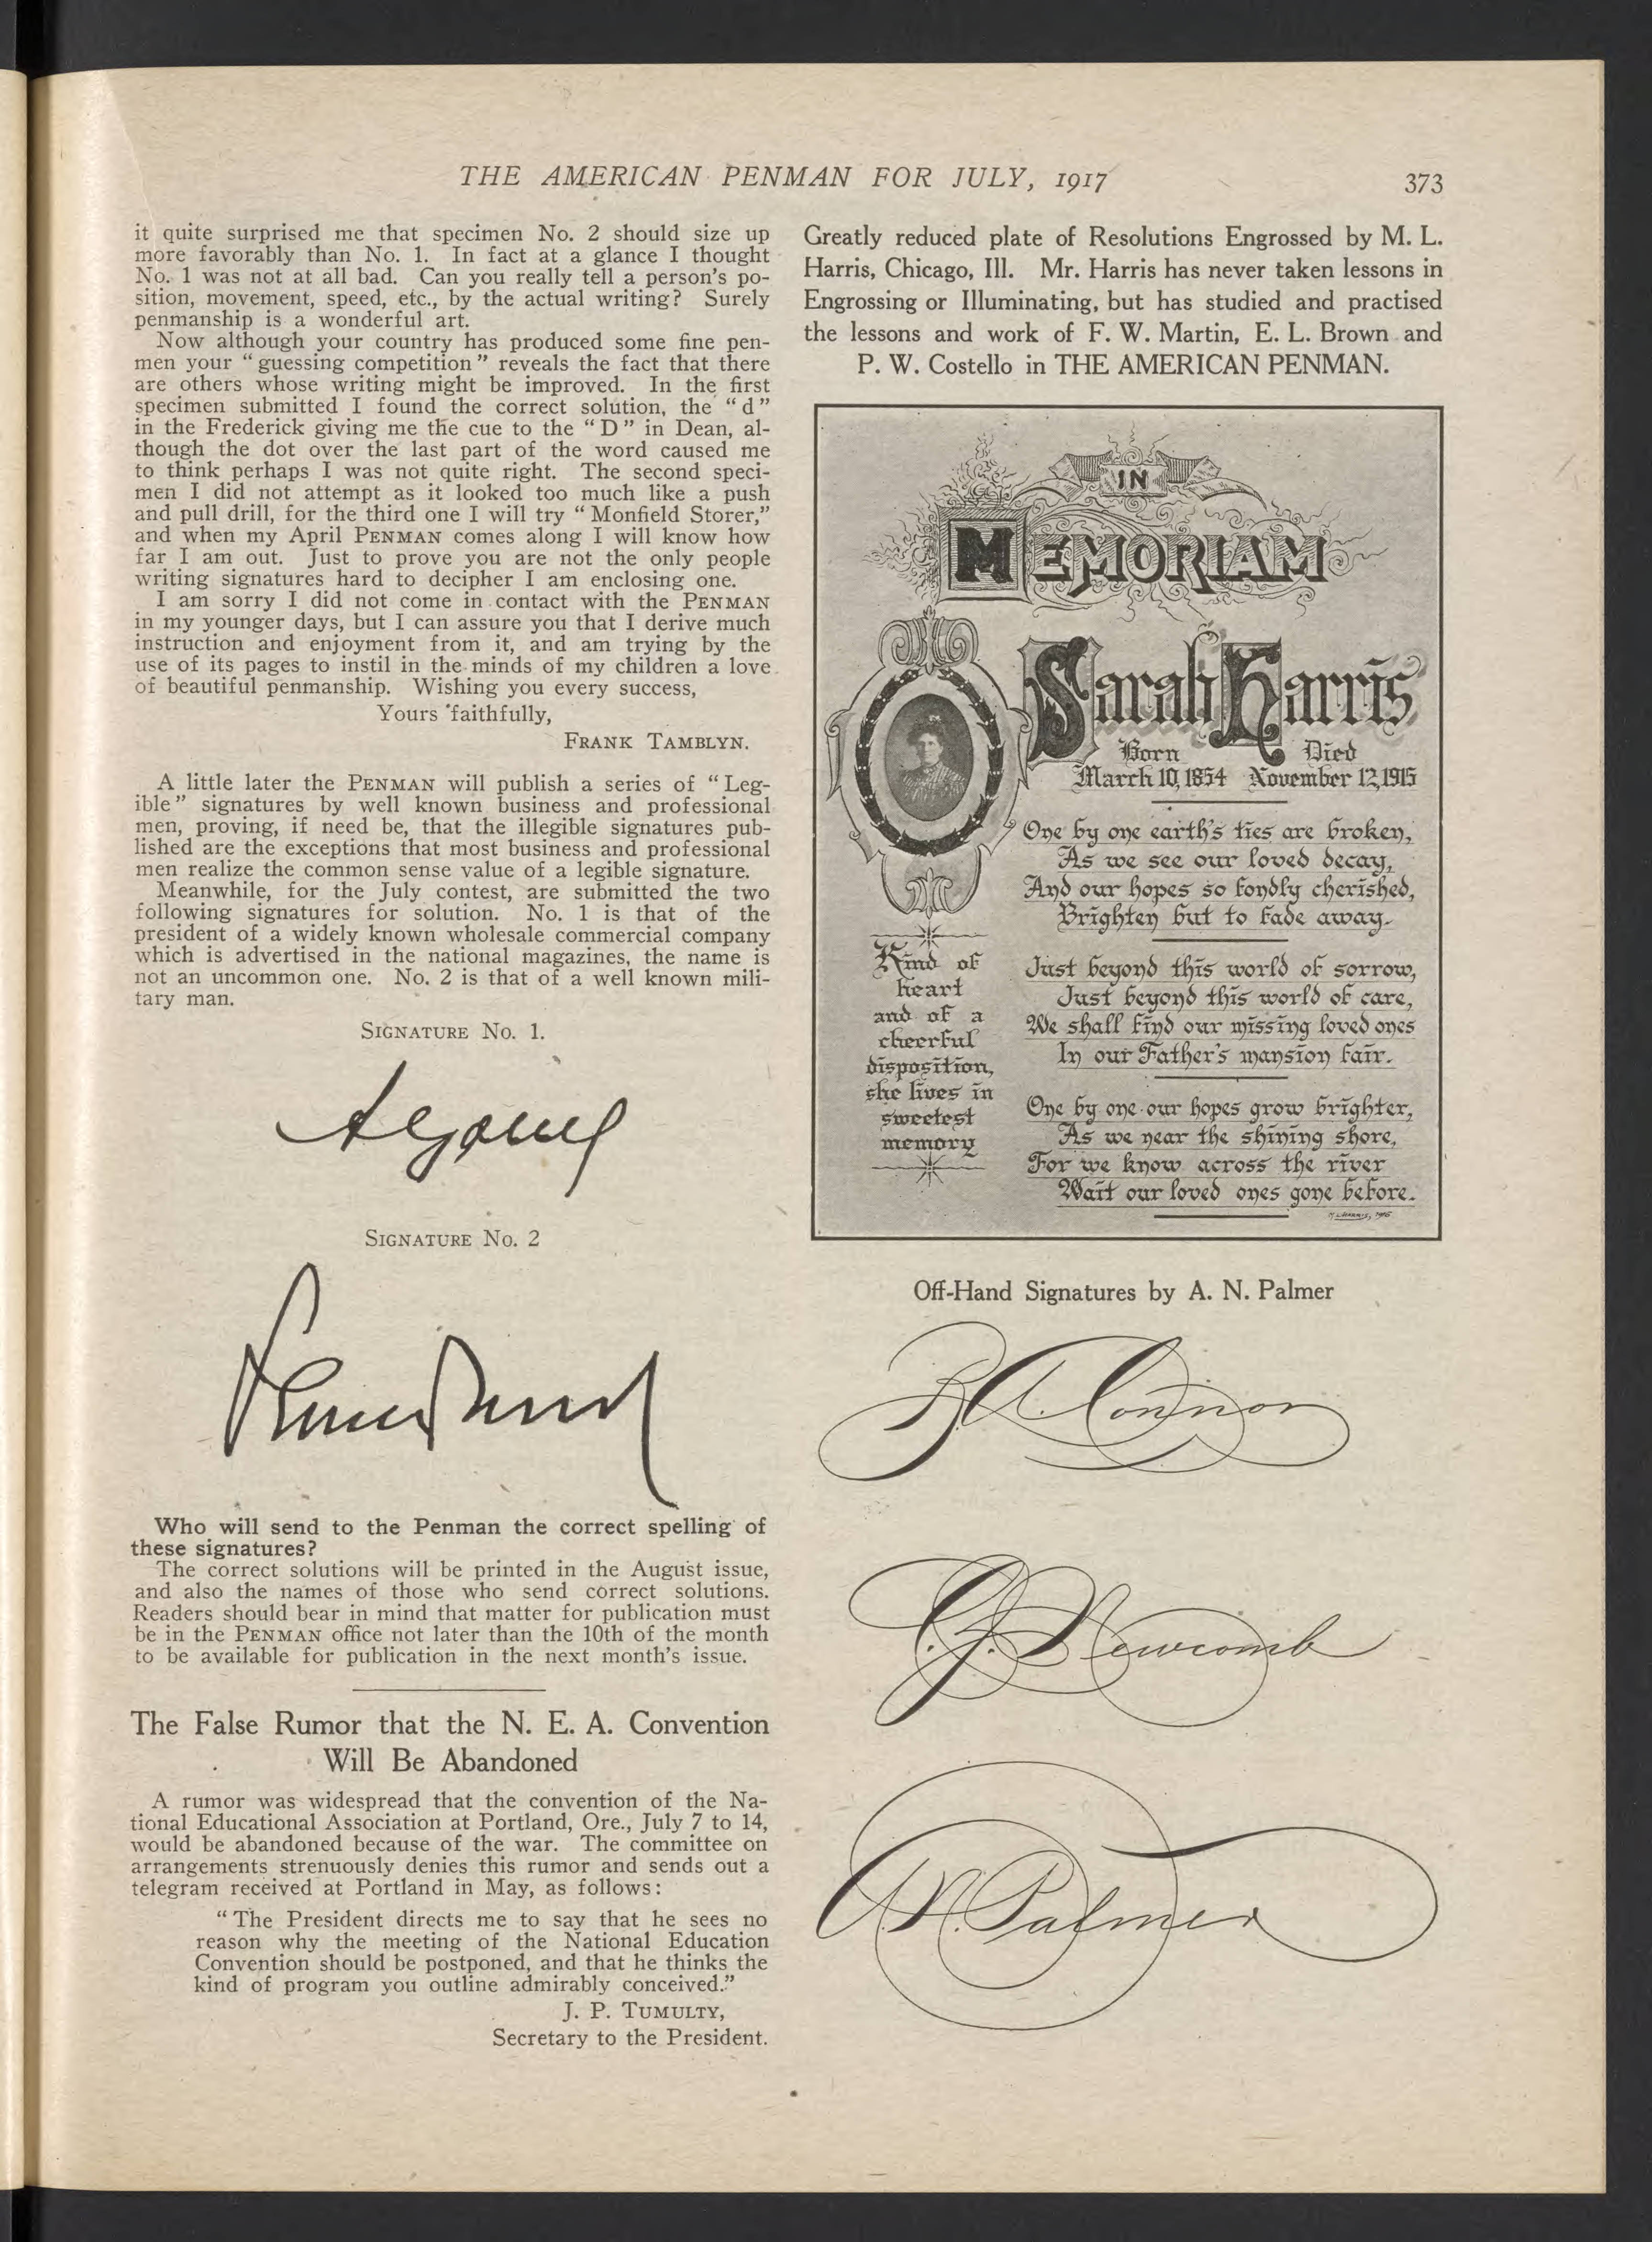 THE AMERICAN PENMAN FOR JULY, 1917
373
it quite surprised me that specimen No. 2 should size up
more favorably than No. 1. In fact at a glance I thought
No. 1 was not at all bad. Can you really tell a person's po-
sition, movement, speed, etc., by the actual writing? Surely
penmanship is a wonderful art.
Now although your country has produced some fine pen-
men your "guessing competition" reveals the fact that there
are others whose writing might be improved. In the first
specimen submitted I found the correct solution, the "d"
in the Frederick giving me the cue to the "D" in Dean, al-
though the dot over the last part of the word caused me
to think perhaps I was not quite right. The second speci-
men I did not attempt as it looked too much like a push
and pull drill, for the third one I will try "Monfield Storer,"
and when my April PENMAN comes along I will know how
far I am out. Just to prove you are not the only people
writing signatures hard to decipher I am enclosing one.
I am sorry I did not come in contact with the PENMAN
in my younger days, but I can assure you that I derive much
instruction and enjoyment from it, and am trying by the
use of its pages to instil in the minds of my children a love
of beautiful penmanship. Wishing you every success,
Yours faithfully,
FRANK TAMBLYN.
A little later the PENMAN will publish a series of "Leg-
ible" signatures by well known business and professional
men, proving, if need be, that the illegible signatures pub-
lished are the exceptions that most business and professional
men realize the common sense value of a legible signature.
Meanwhile, for the July contest, are submitted the two
following signatures for solution. No. 1 is that of the
president of a widely known wholesale commercial company
which is advertised in the national magazines, the name is
not an uncommon one. No. 2 is that of a well known mili-
tary man.
SIGNATURE No. 1.
SIGNATURE No. 2
Who will send to the Penman the correct spelling of
these signatures?
The correct solutions will be printed in the August issue,
and also the names of those who send correct solutions.
Readers should bear in mind that matter for publication must
be in the PENMAN office not later than the 10th of the month
to be available for publication in the next month's issue.
The False Rumor that the N. E. A. Convention
Will Be Abandoned
A rumor was widespread that the convention of the Na-
tional Educational Association at Portland, Ore., July 7 to 14,
would be abandoned because of the war. The committee on
arrangements strenuously denies this rumor and sends out a
telegram received at Portland in May, as follows:
"The President directs me to say that he sees no
reason why the meeting of the National Education
Convention should be postponed, and that he thinks the
kind of program you outline admirably conceived."
J. P. TUMULTY,
Secretary to the President.
Greatly reduced plate of Resolutions Engrossed by M. L.
Harris, Chicago, Ill. Mr. Harris has never taken lessons in
Engrossing or Illuminating, but has studied and practised
the lessons and work of F. W. Martin, E. L. Brown and
P. W. Costello in THE AMERICAN PENMAN.
IN
MEMORIAM
Sarah Harris
Born Died
March 10, 1854 November 12, 1915
One by one earth's ties are broken,
As we see our loved decay,
And our hopes so fondly cherished,
Brighten but to fade away.
Just beyond this world of sorrow,
Just beyond this world of care,
We shall find our missing loved ones
In our Father's mansion fair.
One by one our hopes grow brighter,
As we near the shining shore,
For we know across the river
Wait our loved ones gone before.
Kind of
heart
and of a
cheerful
disposition,
she lives in
sweetest
memory
M. L. HARRIS, 1916
Off-Hand Signatures by A. N. Palmer
B. A. Connor
C. J. Newcomb
A. N. Palmer